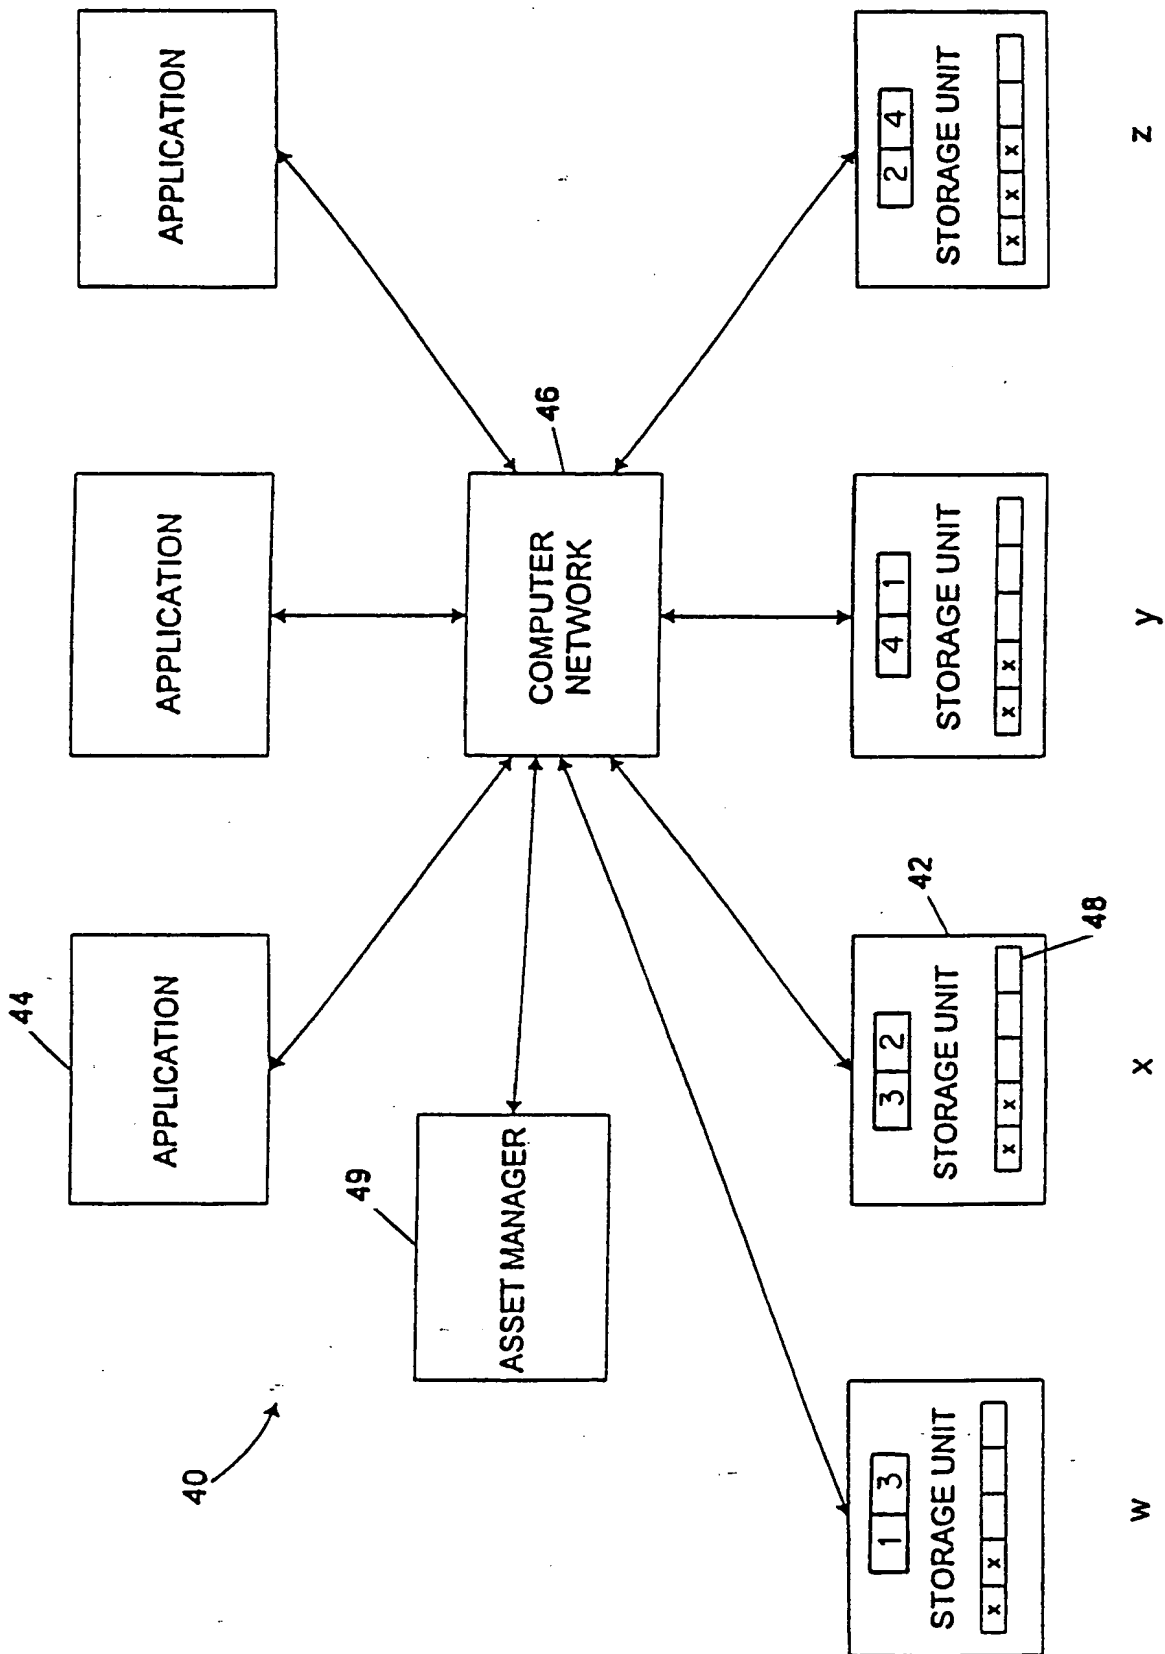 44
APPLICATION
APPLICATION
APPLICATION
40
49
ASSET MANAGER
COMPUTER
NETWORK
46
1 3
STORAGE UNIT
x x
3 2
STORAGE UNIT
x x
42
48
4 1
STORAGE UNIT
x x
2 4
STORAGE UNIT
x x x
w
x
y
z